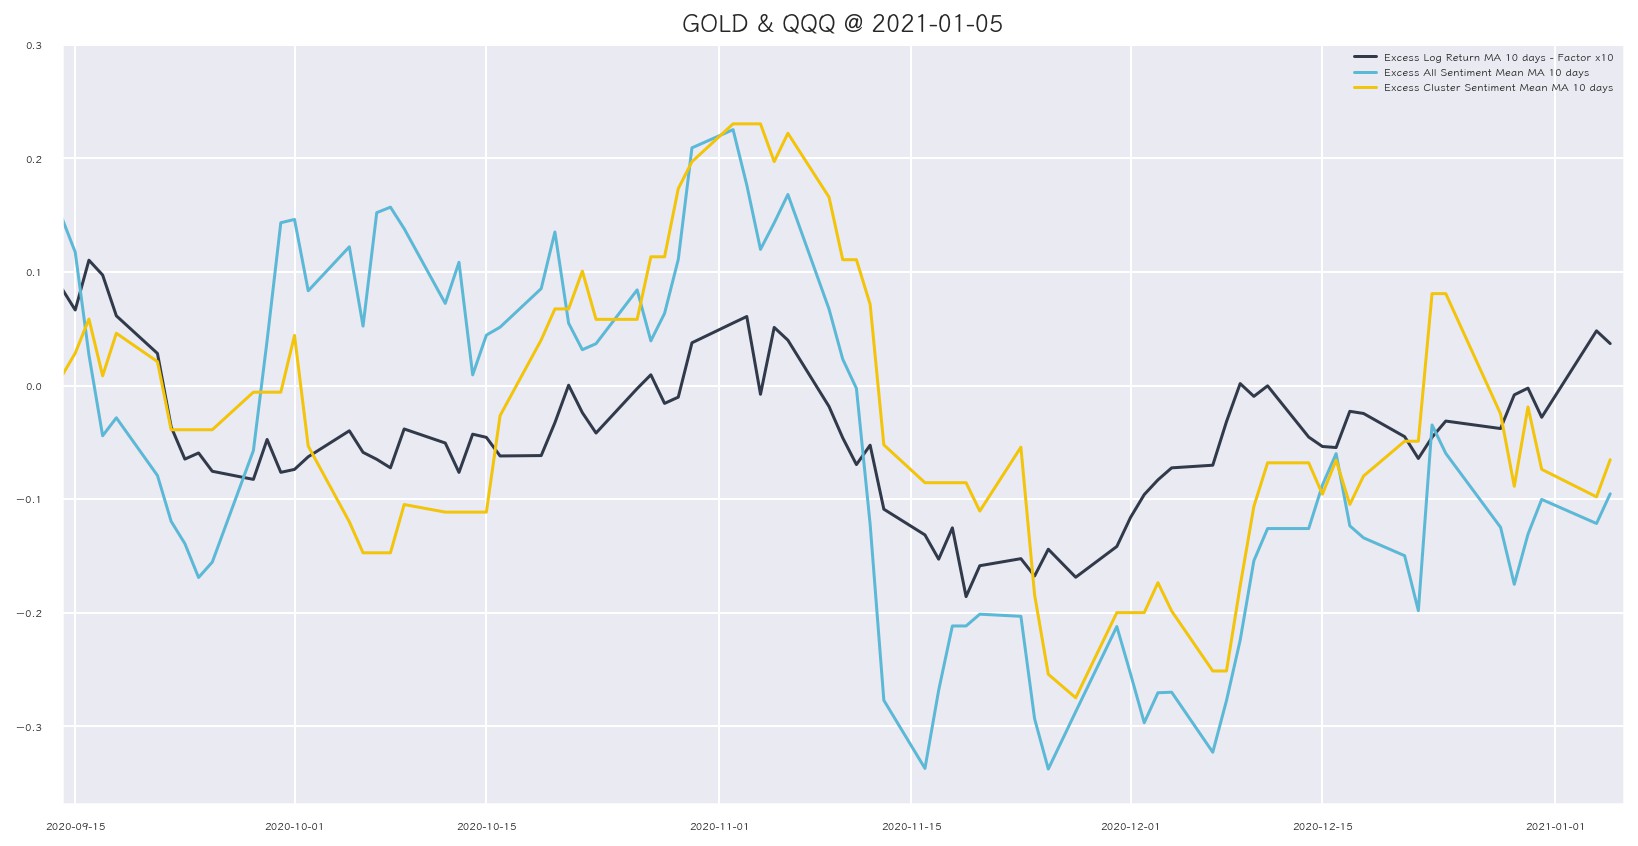 GOLD & QQQ @ 2021-01-05
Excess Log Return MA 10 days - Factor x10
Excess All Sentiment Mean MA 10 days
Excess Cluster Sentiment Mean MA 10 days
0.3
0.2
0.1
0.0
−0.1
−0.2
−0.3
2020-09-15 2020-10-01 2020-10-15 2020-11-01 2020-11-15 2020-12-01 2020-12-15 2021-01-01